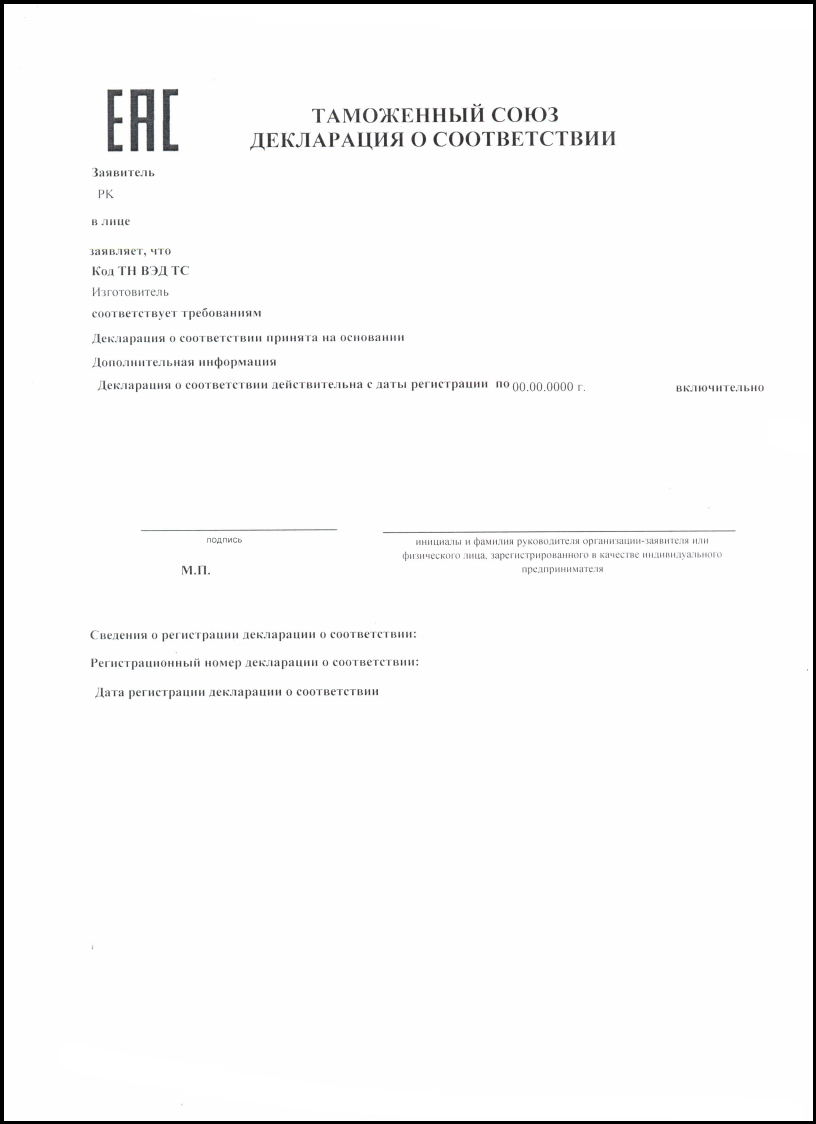 EAC
ТАМОЖЕННЫЙ СОЮЗ
ДЕКЛАРАЦИЯ О СООТВЕТСТВИИ
Заявитель
РК
в лице
заявляет, что
Код ТН ВЭД ТС
Изготовитель
соответствует требованиям
Декларация о соответствии принята на основании
Дополнительная информация
Декларация о соответствии действительна с даты регистрации по 00.00.0000 г. включительно
подпись
инициалы и фамилия руководителя организации-заявителя или
физического лица, зарегистрированного в качестве индивидуального
предпринимателя
М.П.
Сведения о регистрации декларации о соответствии:
Регистрационный номер декларации о соответствии:
Дата регистрации декларации о соответствии